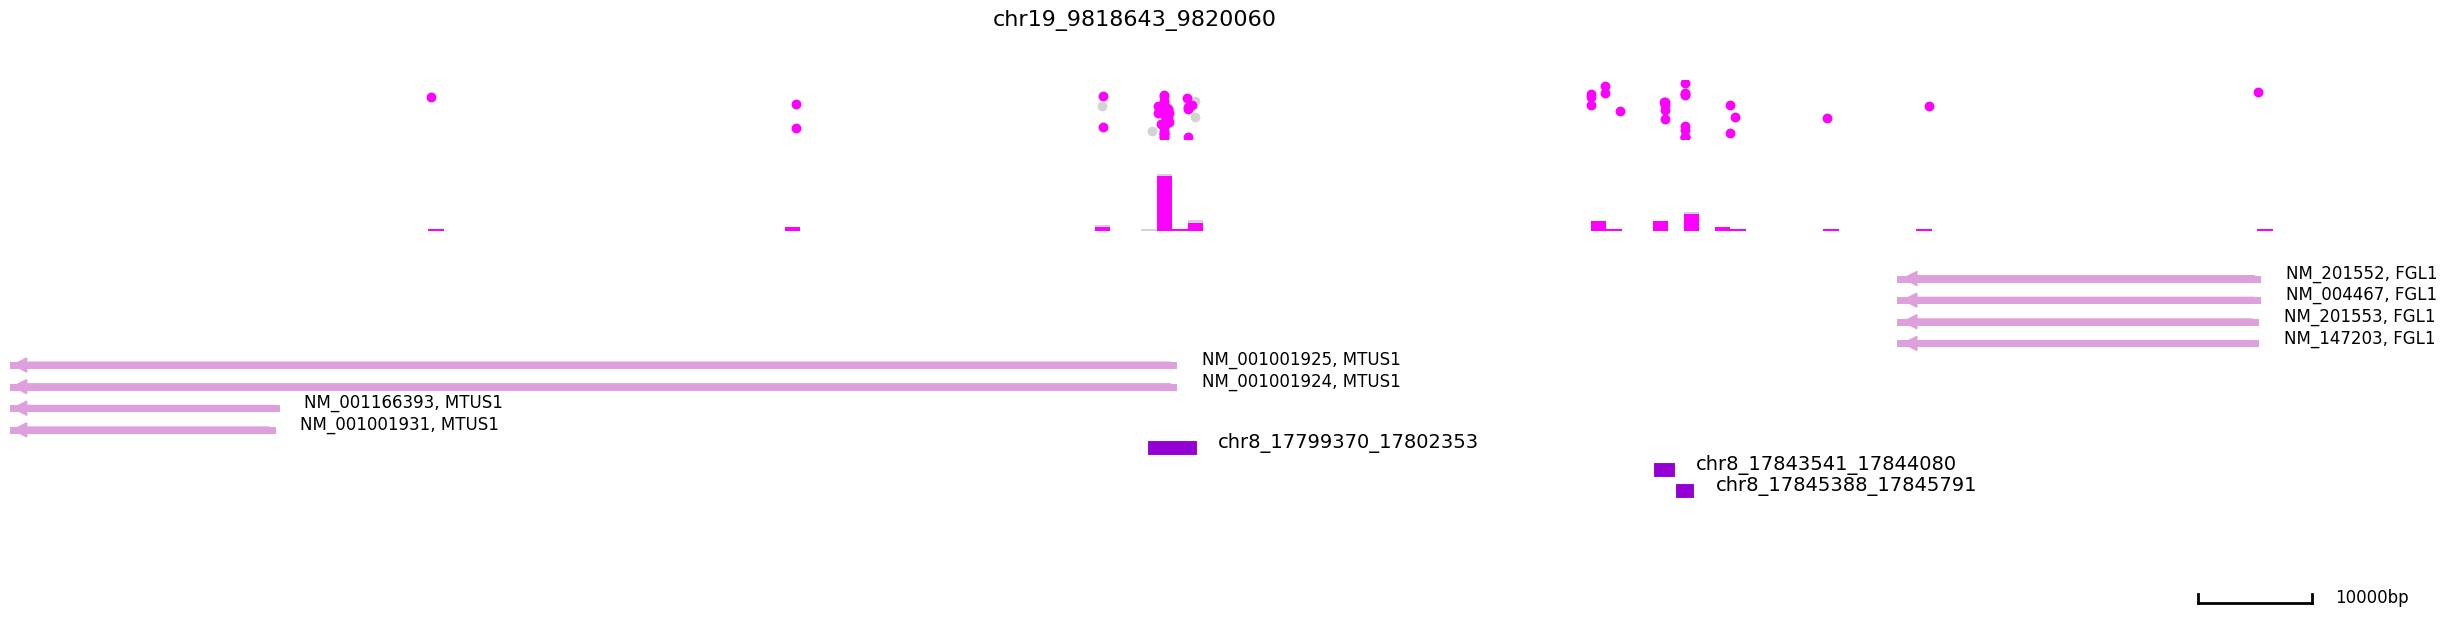 chr19_9818643_9820060
NM_201552, FGL1
NM_004467, FGL1
NM_201553, FGL1
NM_147203, FGL1
NM_001001925, MTUS1
NM_001001924, MTUS1
NM_001166393, MTUS1
NM_001001931, MTUS1
chr8_17799370_17802353
chr8_17843541_17844080
chr8_17845388_17845791
10000bp